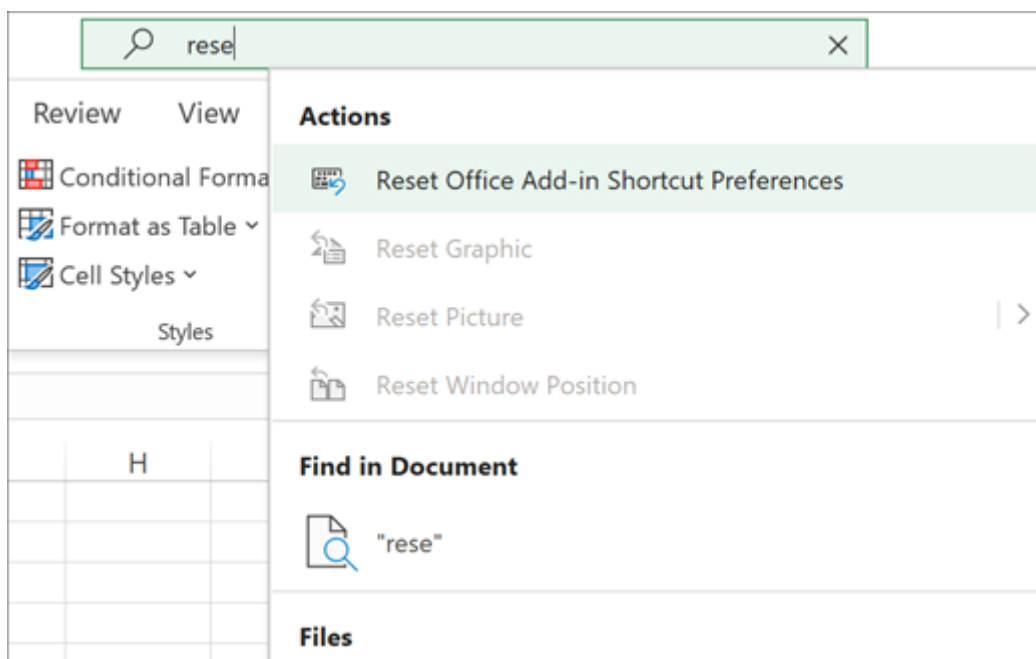 rese
Review View
Conditional Forma
Format as Table
Cell Styles
Styles
H
Actions
Reset Office Add-in Shortcut Preferences
Reset Graphic
Reset Picture
Reset Window Position
Find in Document
"rese"
Files